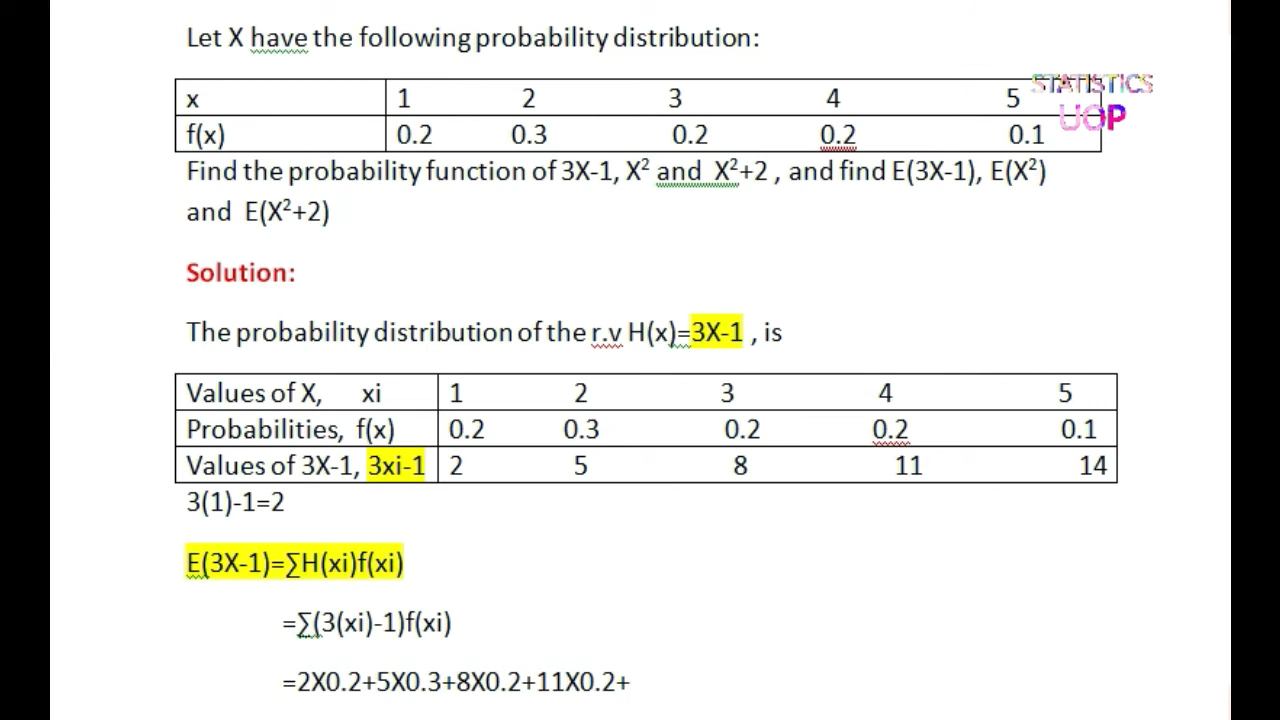 Let X have the following probability distribution:
STATISTICS
UOP
x 1 2 3 4 5
f(x) 0.2 0.3 0.2 0.2 0.1
Find the probability function of 3X-1, X² and X²+2 , and find E(3X-1), E(X²)
and E(X²+2)
Solution:
The probability distribution of the r.v H(x)=3X-1 , is
Values of X, xi 1 2 3 4 5
Probabilities, f(x) 0.2 0.3 0.2 0.2 0.1
Values of 3X-1, 3xi-1 2 5 8 11 14
3(1)-1=2
E(3X-1)=∑H(xi)f(xi)
=∑(3(xi)-1)f(xi)
=2X0.2+5X0.3+8X0.2+11X0.2+